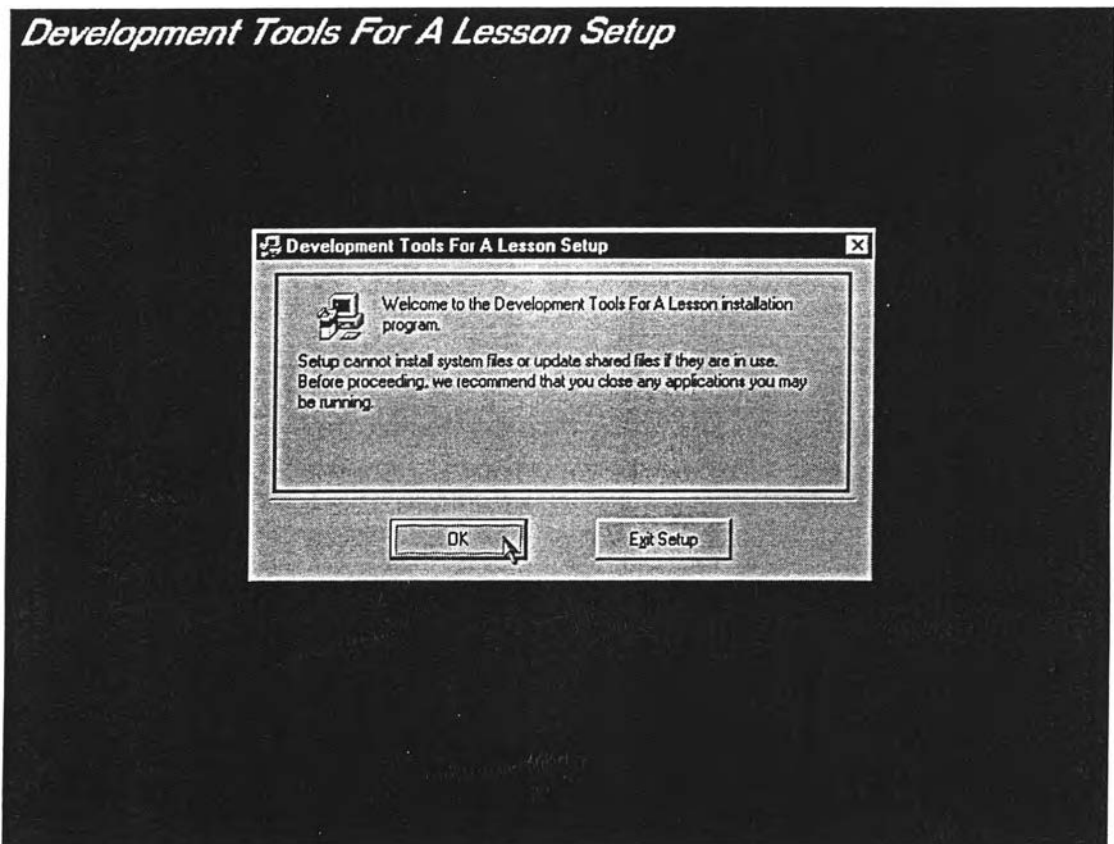 Development Tools For A Lesson Setup
Development Tools For A Lesson Setup
Welcome to the Development Tools For A Lesson installation
program.
Setup cannot install system files or update shared files if they are in use.
Before proceeding, we recommend that you close any applications you may
be running.
OK
Exit Setup